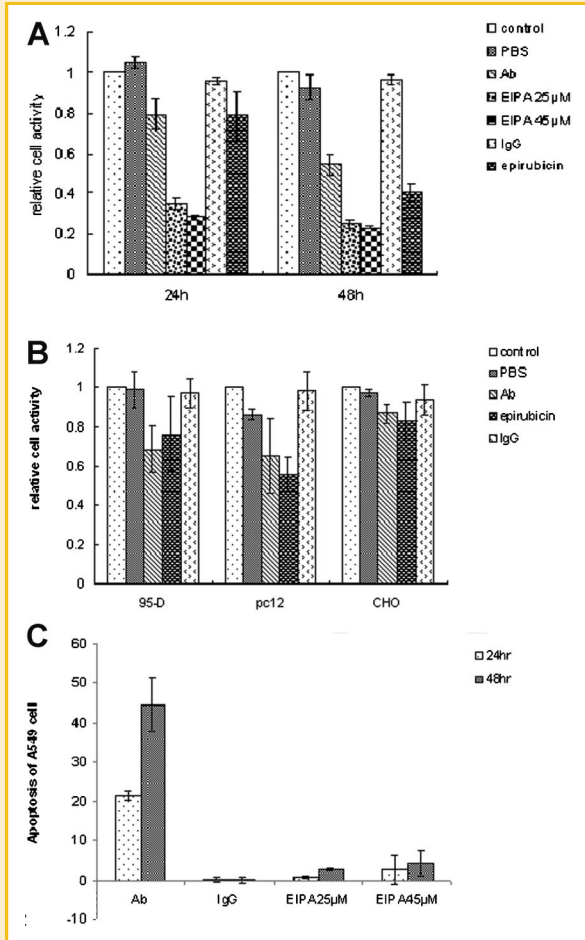 A
relative cell activity
1.2
1
0.8
0.6
0.4
0.2
0
24h
48h
control
PBS
Ab
EIPA 25µM
EIPA 45µM
IgG
epirubicin
B
relative cell activity
1.2
1
0.8
0.6
0.4
0.2
0
95-D
pc12
CHO
control
PBS
Ab
epirubicin
IgG
C
Apoptosis of A549 cell
60
50
40
30
20
10
0
-10
Ab
IgG
EIPA25µM
EIPA45µM
24hr
48hr